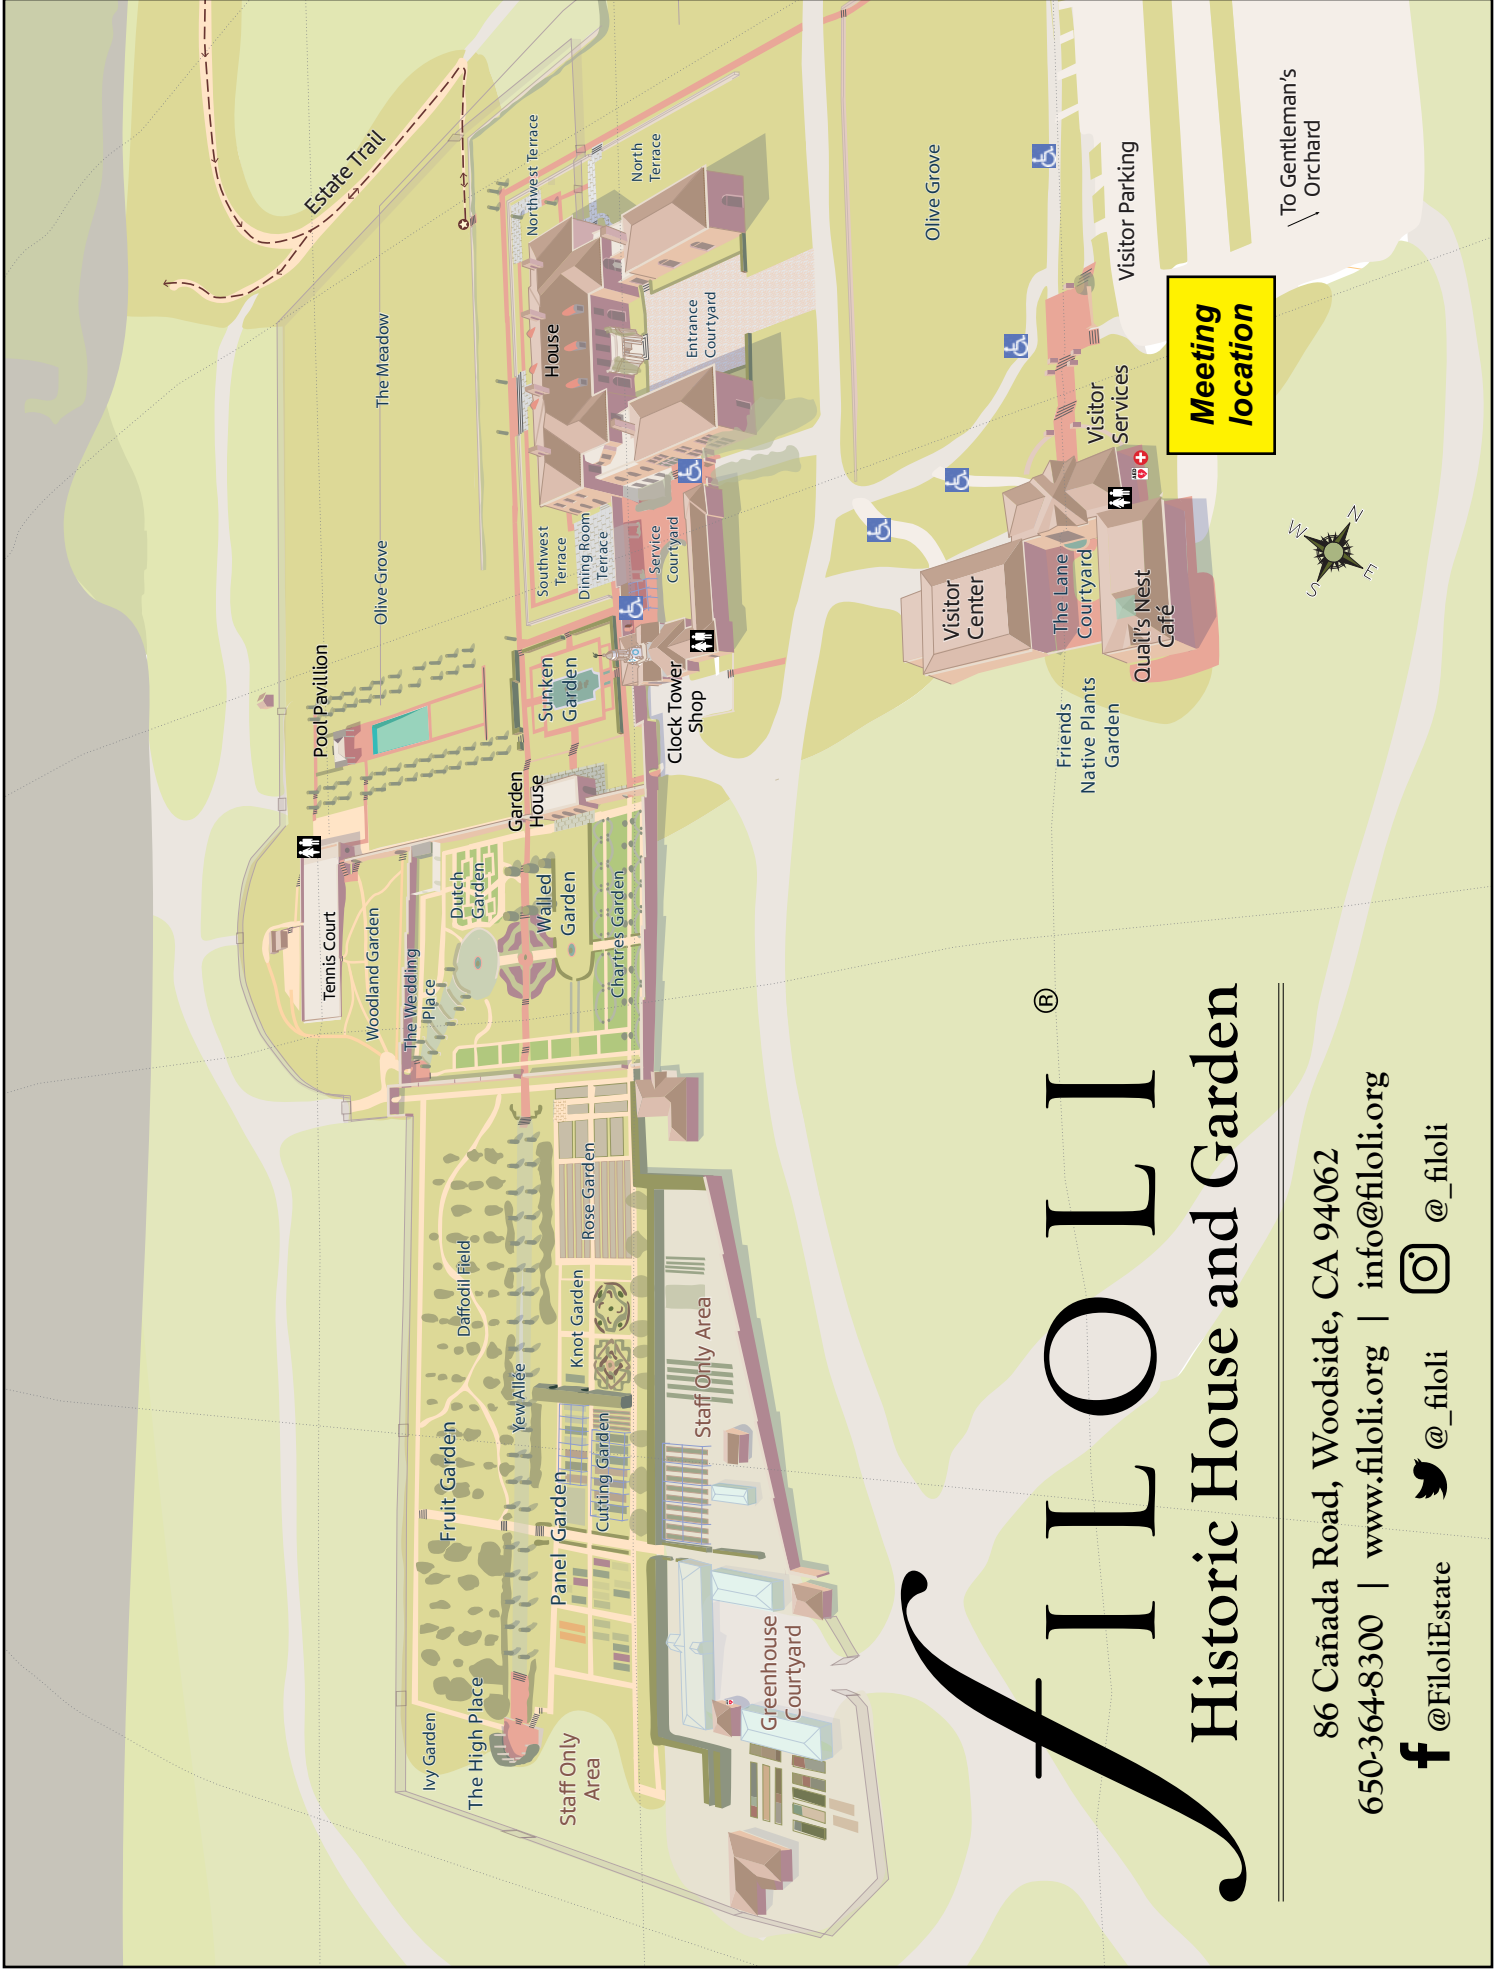 Estate Trail
The Meadow
Olive Grove
Pool Pavillion
Tennis Court
Woodland Garden
The Wedding
Place
Dutch
Garden
Walled
Garden
Chartres Garden
Garden
House
Sunken
Garden
Clock Tower
Shop
Southwest
Terrace
Dining Room
Terrace
Service
Courtyard
House
Northwest Terrace
North
Terrace
Entrance
Courtyard
Olive Grove
Visitor Parking
To Gentleman's
Orchard
Meeting
location
Visitor
Services
AED
Visitor
Center
The Lane
Courtyard
Quail's Nest
Café
Friends
Native Plants
Garden
N
E
S
W
Daffodil Field
Fruit Garden
Yew Allée
Rose Garden
Knot Garden
Cutting Garden
Panel Garden
Ivy Garden
The High Place
Staff Only
Area
Staff Only Area
Greenhouse
Courtyard
FILOLI®
Historic House and Garden
86 Cañada Road, Woodside, CA 94062
650-364-8300 | www.filoli.org | info@filoli.org
@FiloliEstate @_filoli @_filoli